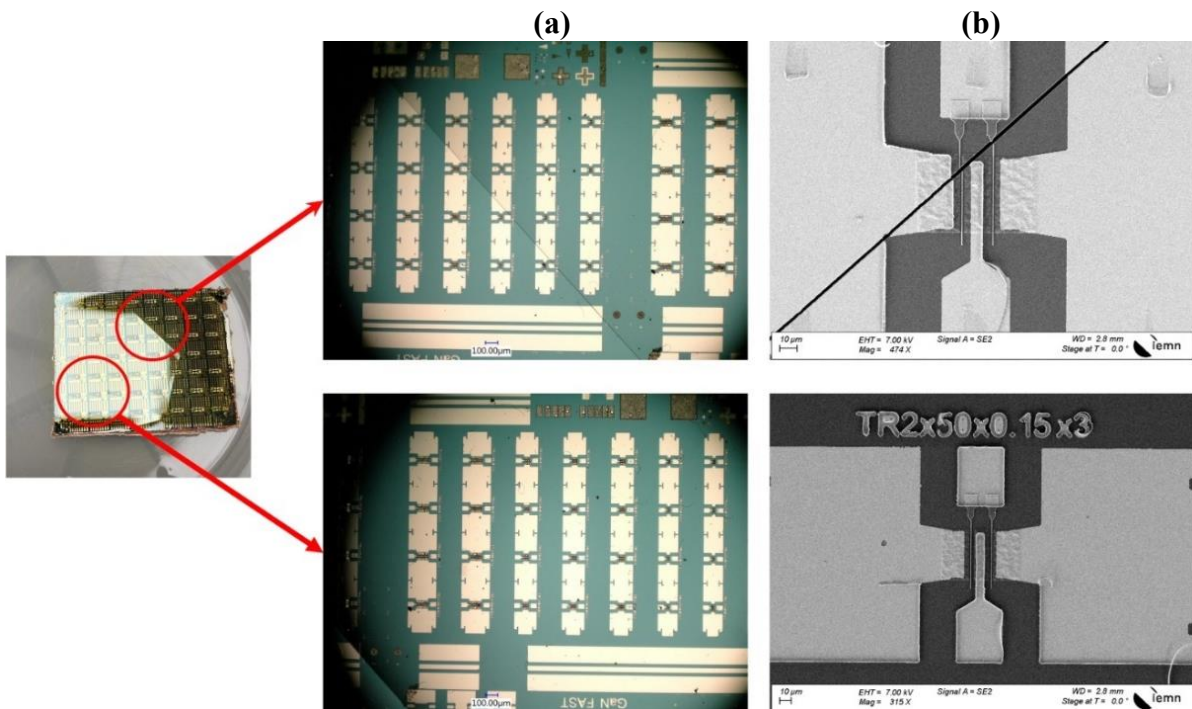 (a)
(b)
GaN FAST
100.00µm
10 µm
EHT = 7.00 kV
Signal A = SE2
WD = 2.8 mm
Mag = 474 X
Stage at T = 0.0 °
iemn
TR2x50x0.15x3
GaN FAST
100.00µm
10 µm
EHT = 7.00 kV
Signal A = SE2
WD = 2.8 mm
Mag = 315 X
Stage at T = 0.0 °
iemn